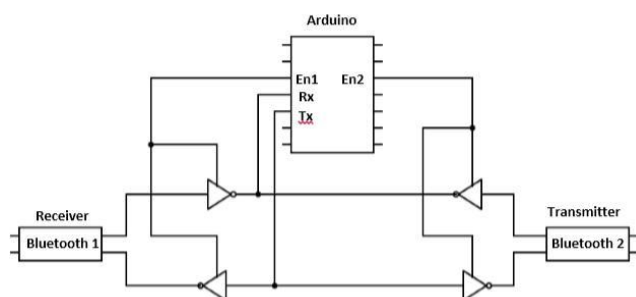 Arduino
En1 En2
Rx
Tx
Receiver
Bluetooth 1
Transmitter
Bluetooth 2